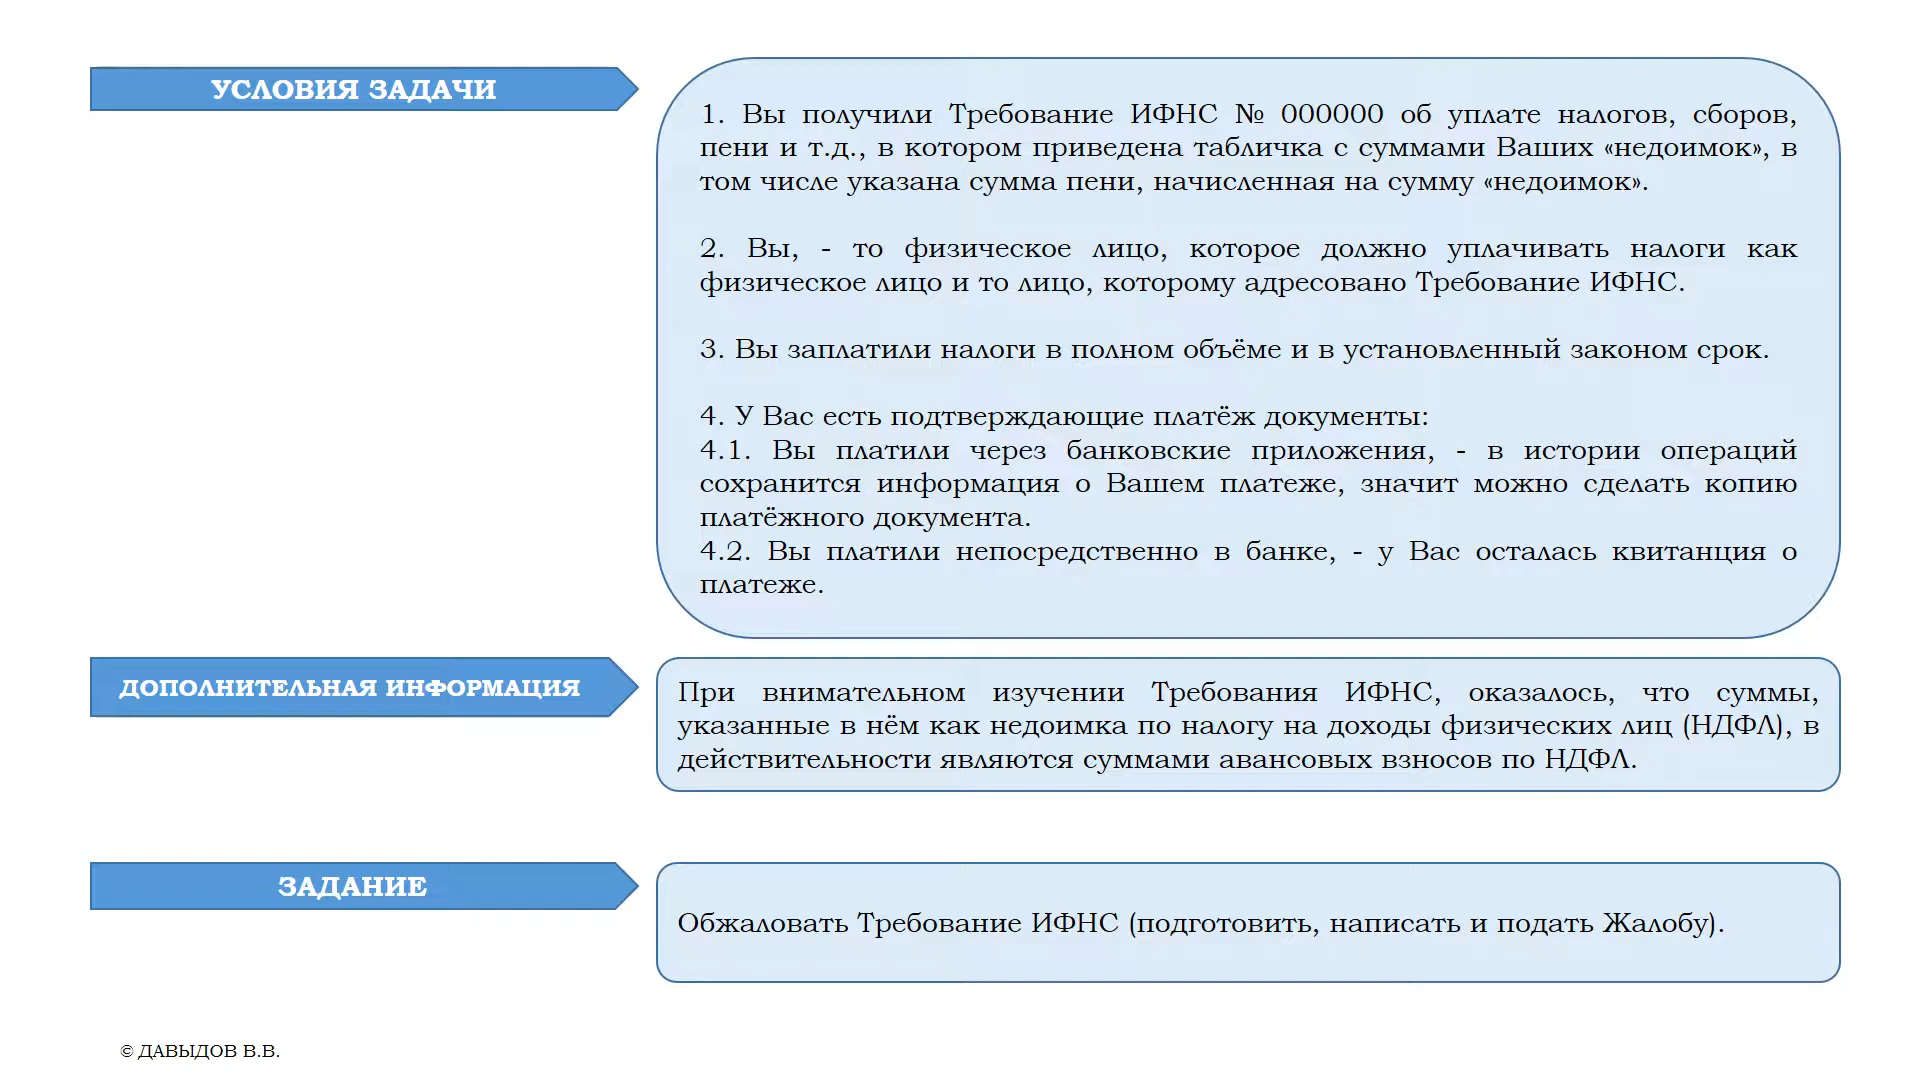 УСЛОВИЯ ЗАДАЧИ
1. Вы получили Требование ИФНС № 000000 об уплате налогов, сборов,
пени и т.д., в котором приведена табличка с суммами Ваших «недоимок», в
том числе указана сумма пени, начисленная на сумму «недоимок».
2. Вы, - то физическое лицо, которое должно уплачивать налоги как
физическое лицо и то лицо, которому адресовано Требование ИФНС.
3. Вы заплатили налоги в полном объёме и в установленный законом срок.
4. У Вас есть подтверждающие платёж документы:
4.1. Вы платили через банковские приложения, - в истории операций
сохранится информация о Вашем платеже, значит можно сделать копию
платёжного документа.
4.2. Вы платили непосредственно в банке, - у Вас осталась квитанция о
платеже.
ДОПОЛНИТЕЛЬНАЯ ИНФОРМАЦИЯ
При внимательном изучении Требования ИФНС, оказалось, что суммы,
указанные в нём как недоимка по налогу на доходы физических лиц (НДФЛ), в
действительности являются суммами авансовых взносов по НДФЛ.
ЗАДАНИЕ
Обжаловать Требование ИФНС (подготовить, написать и подать Жалобу).
© ДАВЫДОВ В.В.